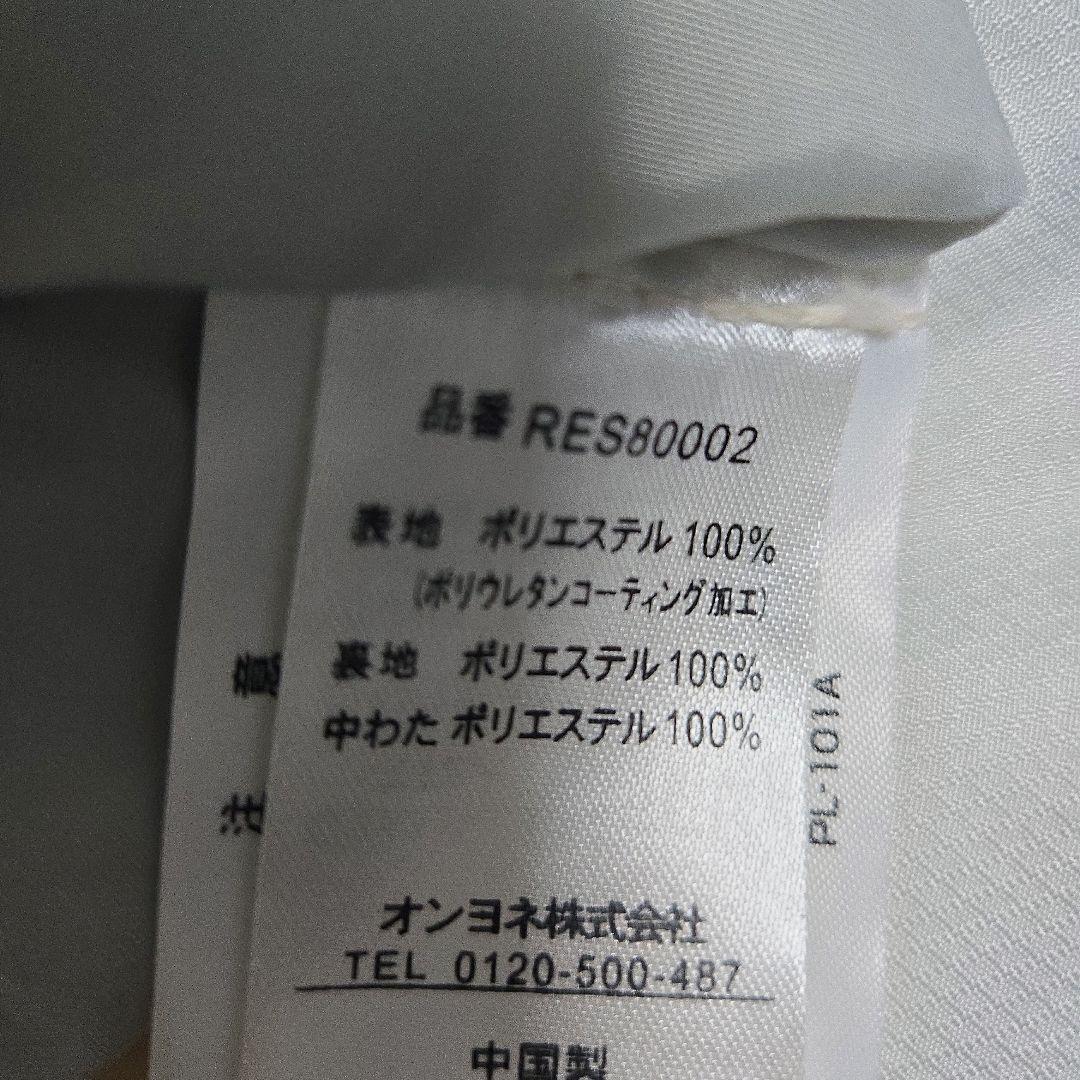 品番 RES80002
表地 ポリエステル 100%
(ポリウレタンコーティング加工)
裏地 ポリエステル 100%
中わた ポリエステル 100%
オンヨネ株式会社
TEL 0120-500-487
中国製
注意
PL-101A